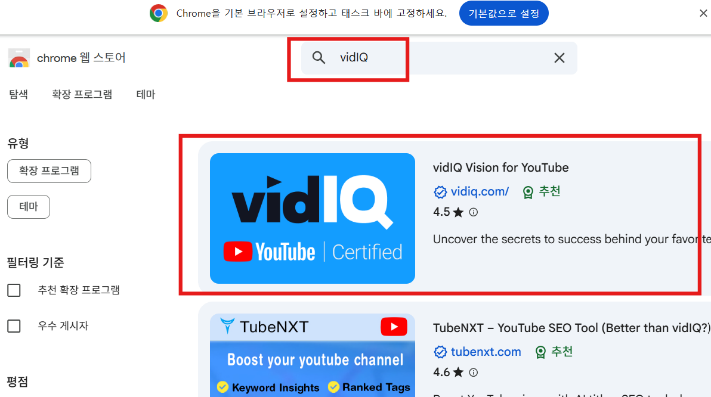 Chrome을 기본 브라우저로 설정하고 태스크 바에 고정하세요.
기본값으로 설정
chrome 웹 스토어
vidIQ
탐색
확장 프로그램
테마
유형
확장 프로그램
테마
필터링 기준
추천 확장 프로그램
우수 게시자
평점
vidIQ
YouTube | Certified
vidIQ Vision for YouTube
vidiq.com/
추천
4.5
Uncover the secrets to success behind your favorite
TubeNXT
Boost your youtube channel
Keyword Insights
Ranked Tags
TubeNXT – YouTube SEO Tool (Better than vidIQ?)
tubenxt.com
추천
4.6